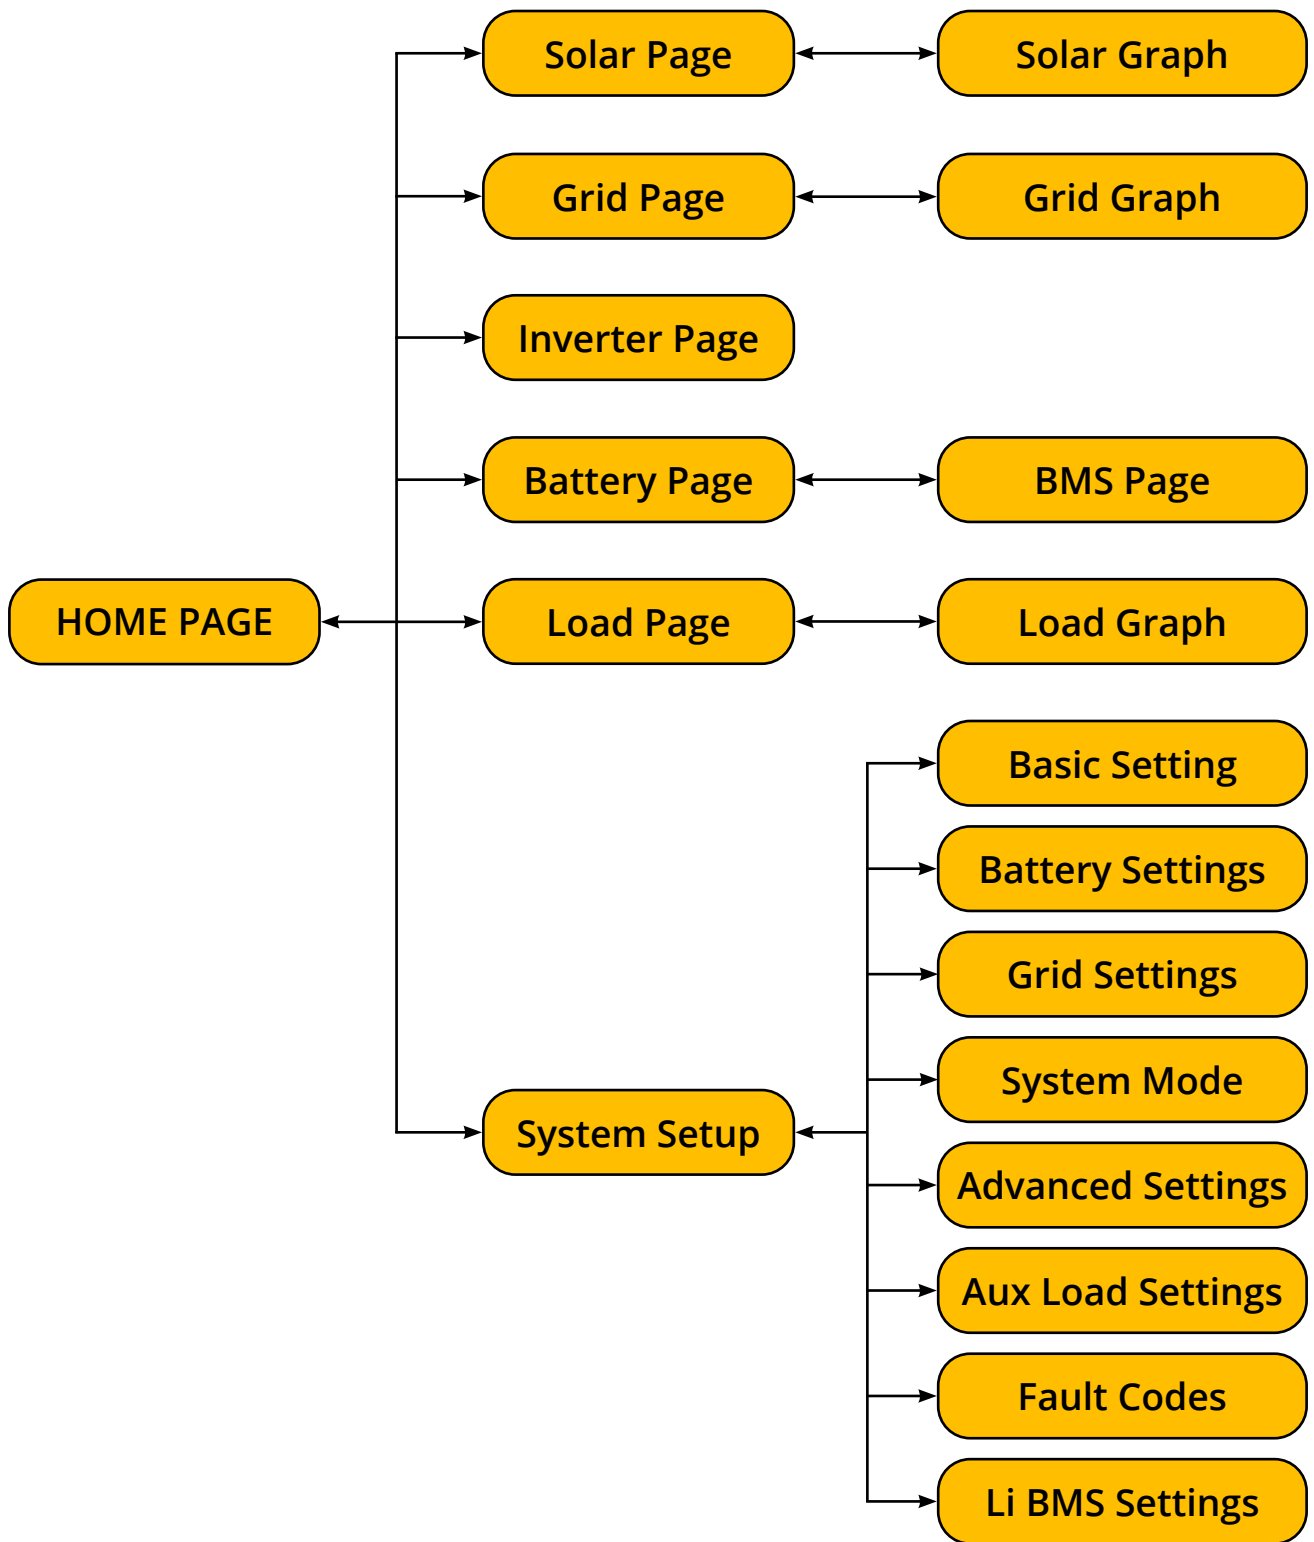 Solar Page
Solar Graph
Grid Page
Grid Graph
Inverter Page
Battery Page
BMS Page
HOME PAGE
Load Page
Load Graph
Basic Setting
Battery Settings
Grid Settings
System Mode
System Setup
Advanced Settings
Aux Load Settings
Fault Codes
Li BMS Settings